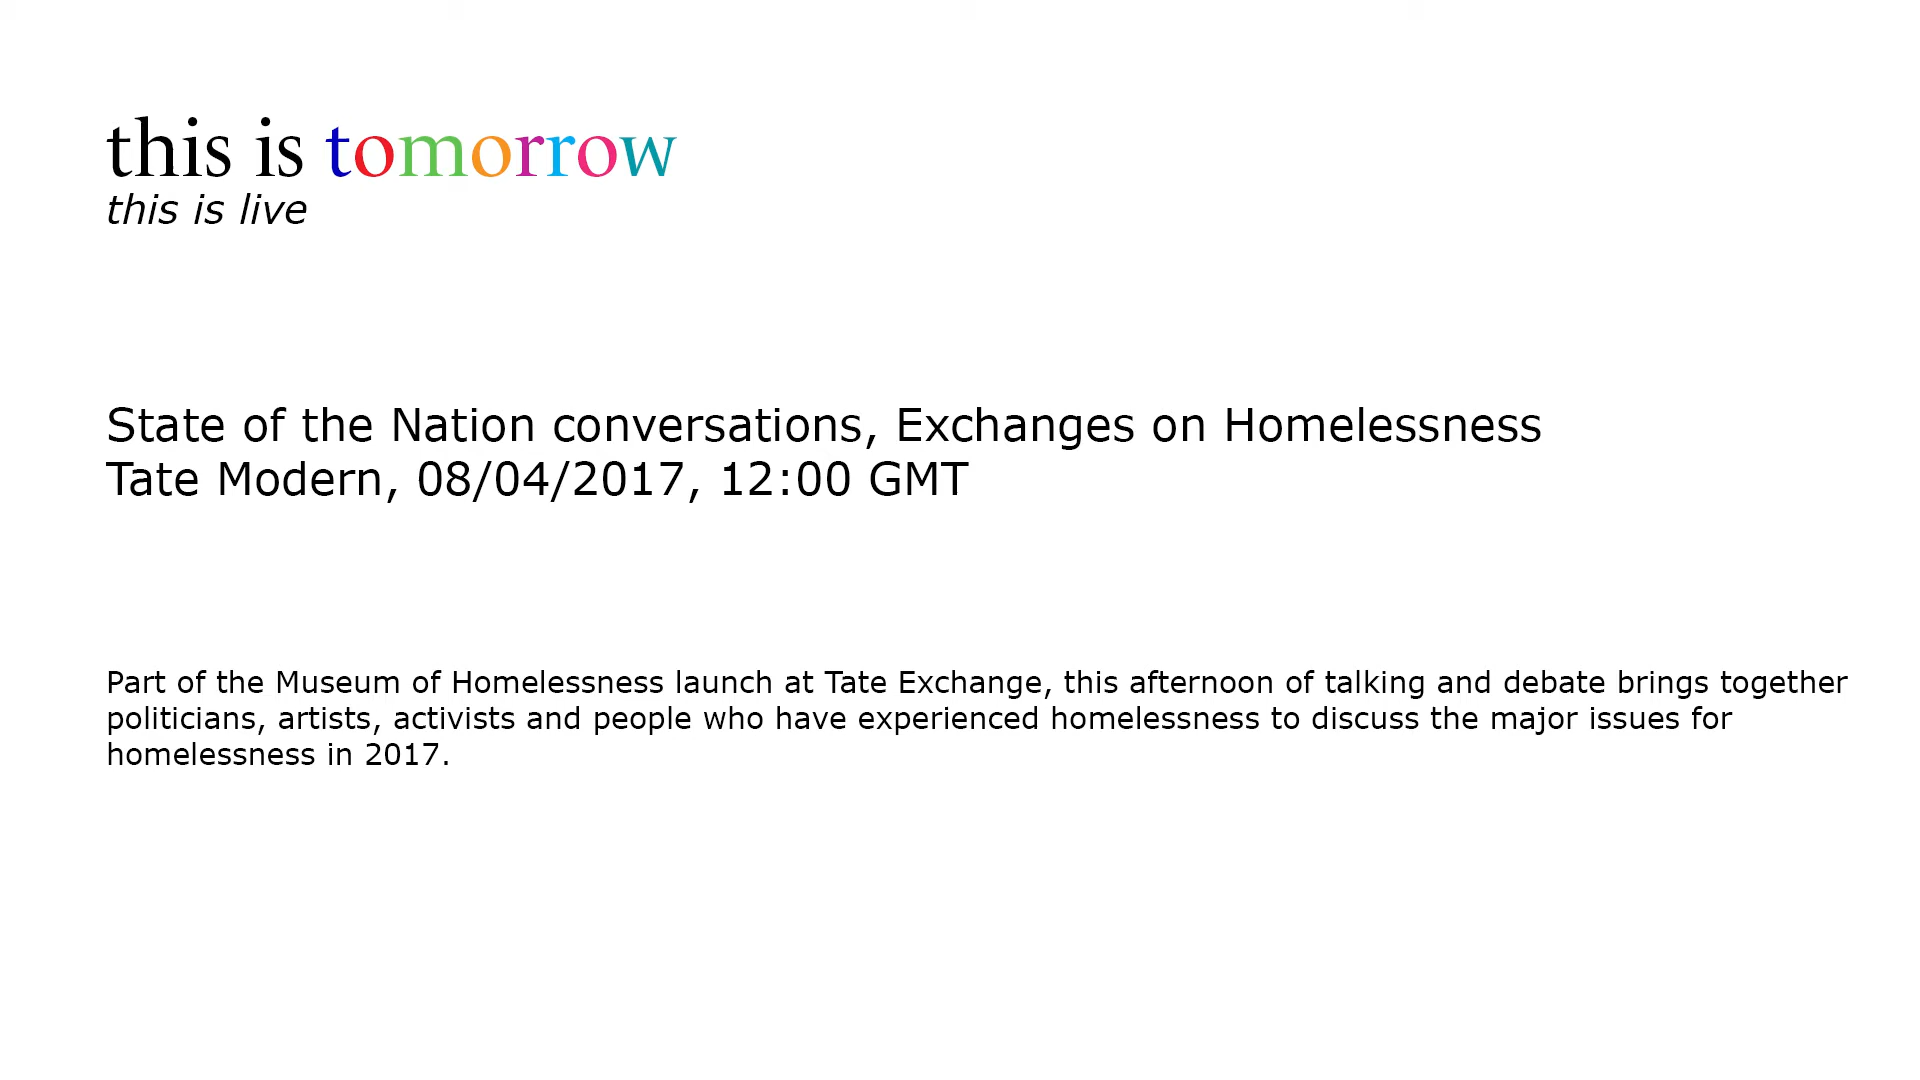 this is tomorrow
this is live
State of the Nation conversations, Exchanges on Homelessness
Tate Modern, 08/04/2017, 12:00 GMT
Part of the Museum of Homelessness launch at Tate Exchange, this afternoon of talking and debate brings together
politicians, artists, activists and people who have experienced homelessness to discuss the major issues for
homelessness in 2017.